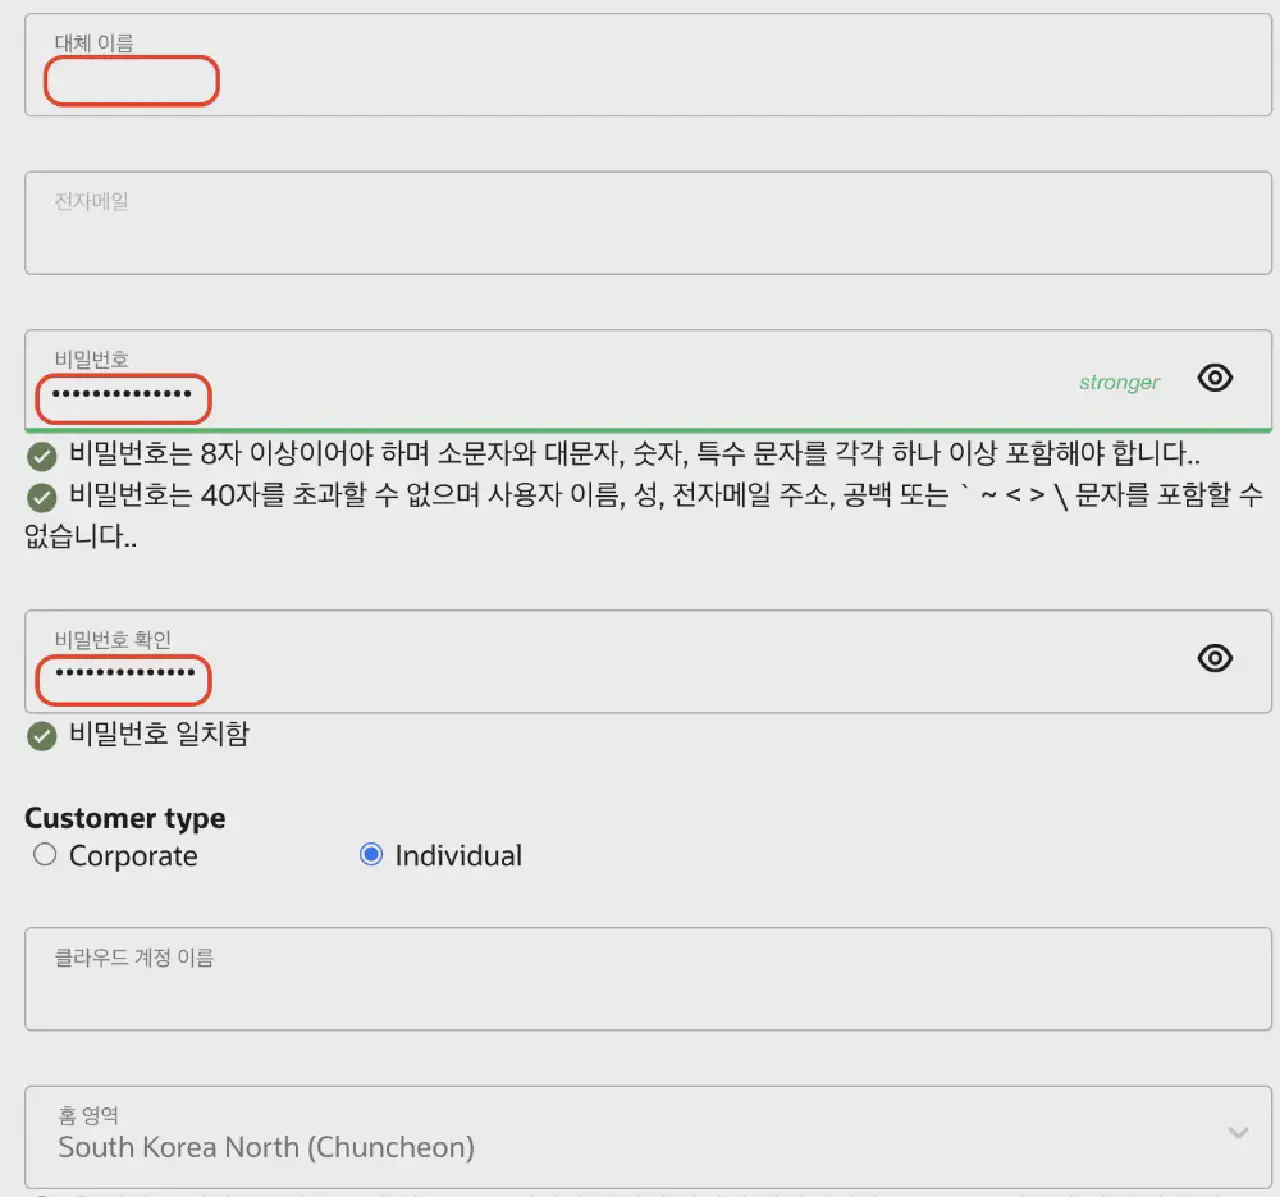 대체 이름
전자메일
비밀번호
••••••••••••••
stronger
비밀번호는 8자 이상이어야 하며 소문자와 대문자, 숫자, 특수 문자를 각각 하나 이상 포함해야 합니다..
비밀번호는 40자를 초과할 수 없으며 사용자 이름, 성, 전자메일 주소, 공백 또는 ` ~ < > \ 문자를 포함할 수
없습니다..
비밀번호 확인
••••••••••••••
비밀번호 일치함
Customer type
Corporate
Individual
클라우드 계정 이름
홈 영역
South Korea North (Chuncheon)